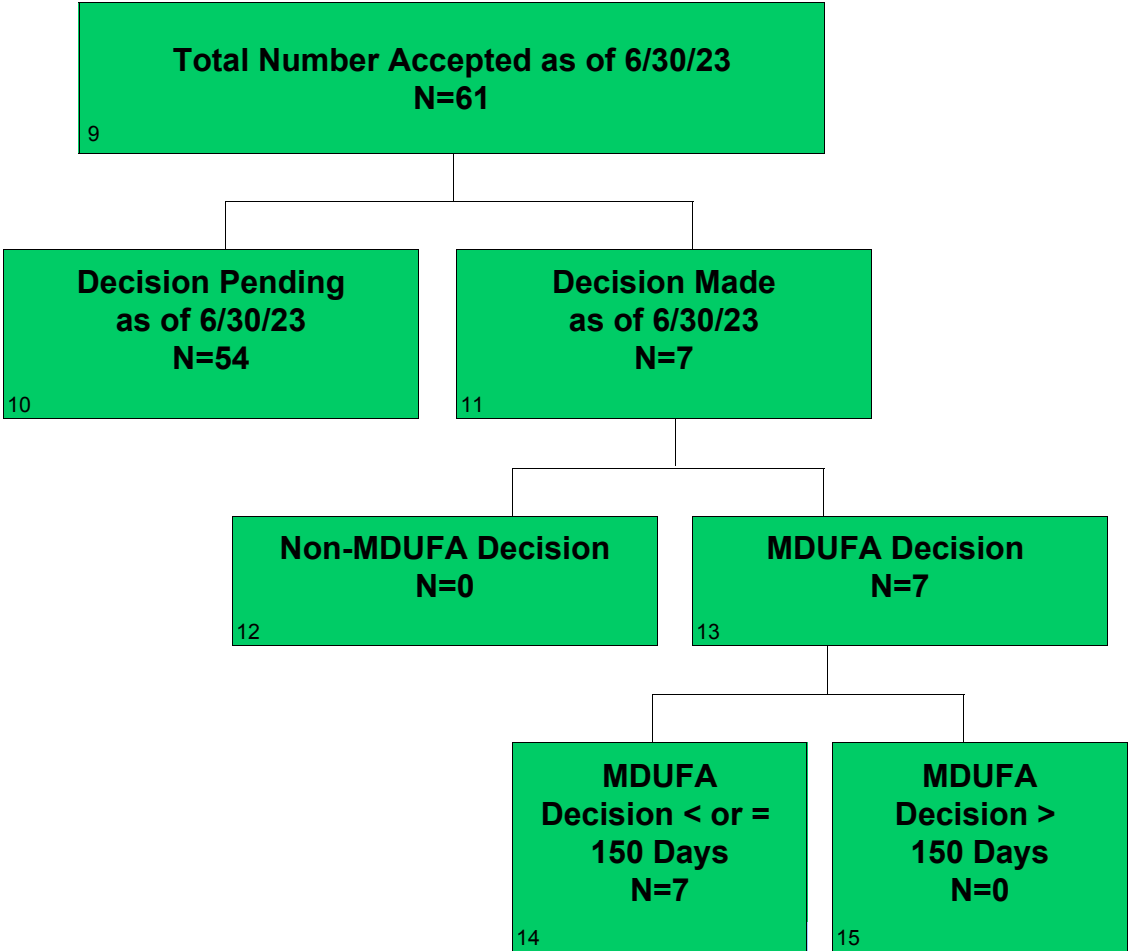 Total Number Accepted as of 6/30/23
N=61
9
Decision Pending
as of 6/30/23
N=54
10
Decision Made
as of 6/30/23
N=7
11
Non-MDUFA Decision
N=0
12
MDUFA Decision
N=7
13
MDUFA
Decision < or =
150 Days
N=7
14
MDUFA
Decision >
150 Days
N=0
15